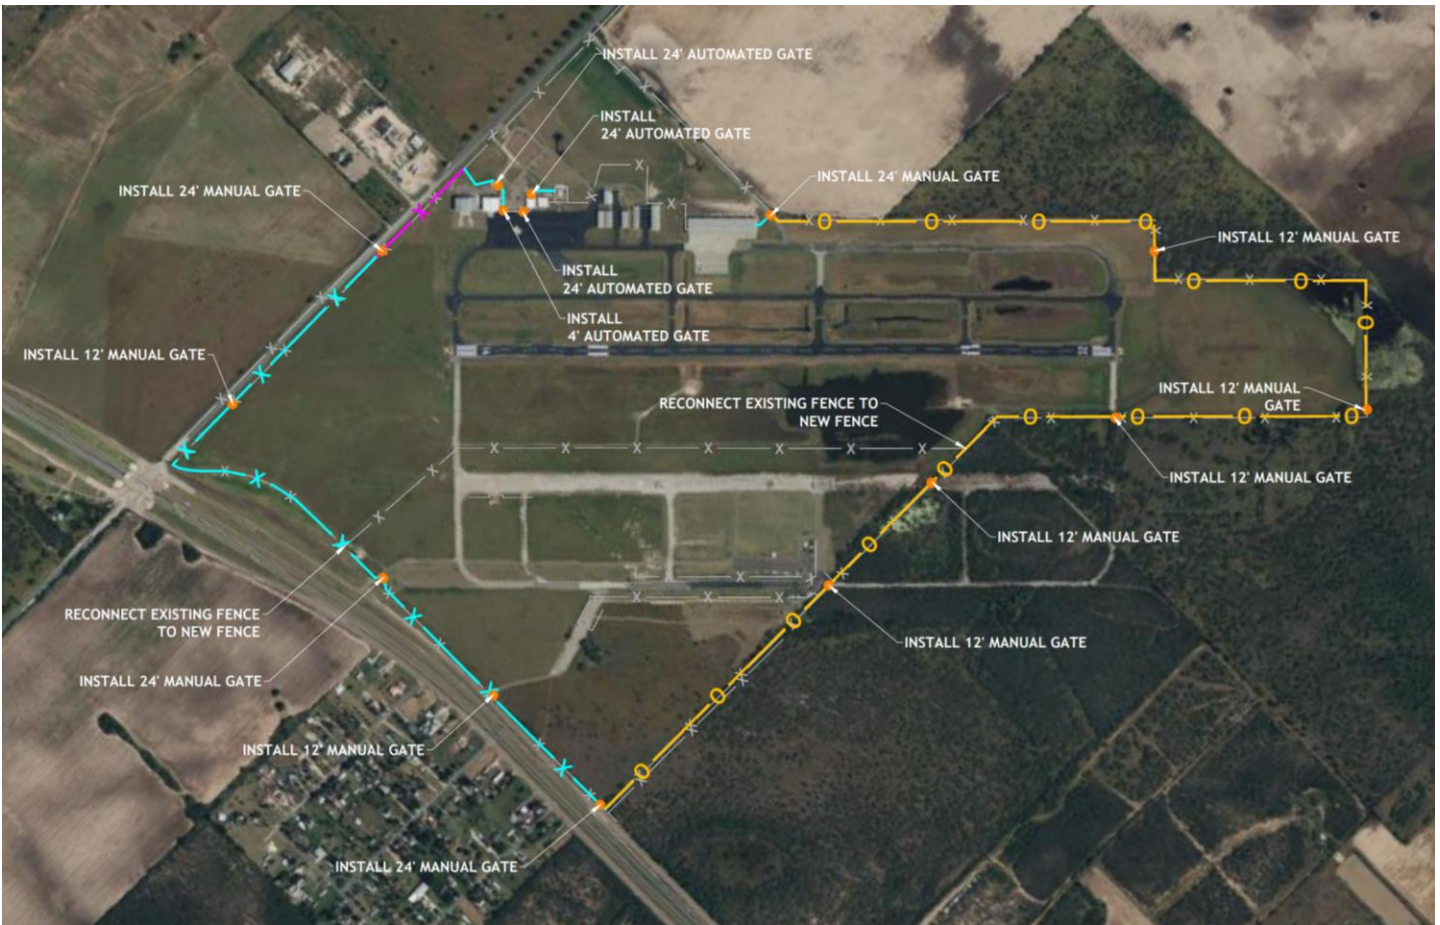 INSTALL 24' AUTOMATED GATE
INSTALL
24' AUTOMATED GATE
INSTALL 24' MANUAL GATE
INSTALL 24' MANUAL GATE
INSTALL 12' MANUAL GATE
INSTALL
24' AUTOMATED GATE
INSTALL
4' AUTOMATED GATE
INSTALL 12' MANUAL GATE
INSTALL 12' MANUAL
GATE
RECONNECT EXISTING FENCE TO
NEW FENCE
INSTALL 12' MANUAL GATE
INSTALL 12' MANUAL GATE
RECONNECT EXISTING FENCE
TO NEW FENCE
INSTALL 12' MANUAL GATE
INSTALL 24' MANUAL GATE
INSTALL 12' MANUAL GATE
INSTALL 24' MANUAL GATE